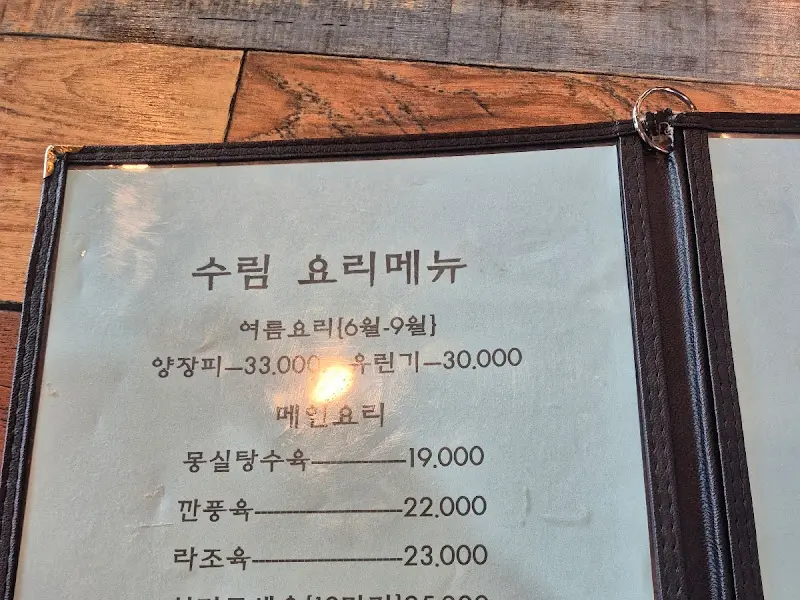 수림 요리메뉴
여름요리{6월-9월}
양장피—33.000 유린기—30.000
메인요리
몽실탕수육—————19.000
깐풍육————————22.000
라조육————————23.000